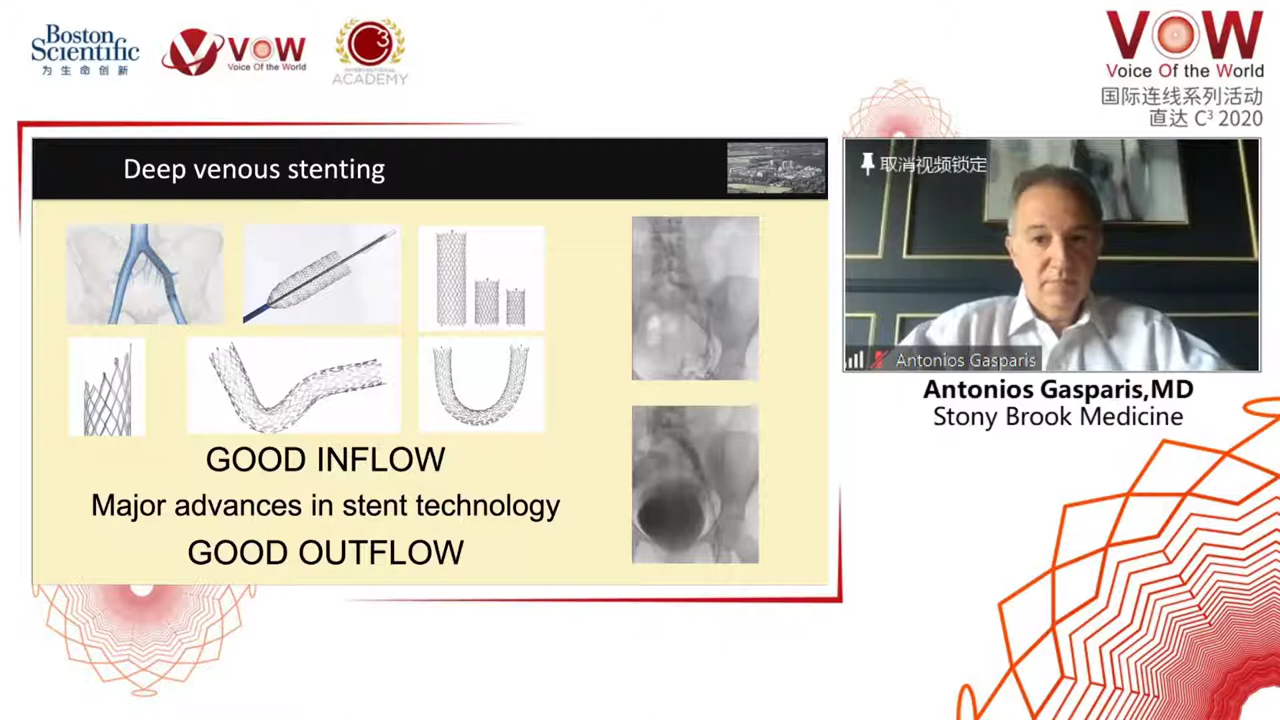 Boston
Scientific
为生命创新
VOW
Voice Of the World
C3
ACADEMY
VOW
Voice Of the World
国际连线系列活动
直达 C³ 2020
Deep venous stenting
GOOD INFLOW
Major advances in stent technology
GOOD OUTFLOW
取消视频锁定
Antonios Gasparis
Antonios Gasparis,MD
Stony Brook Medicine